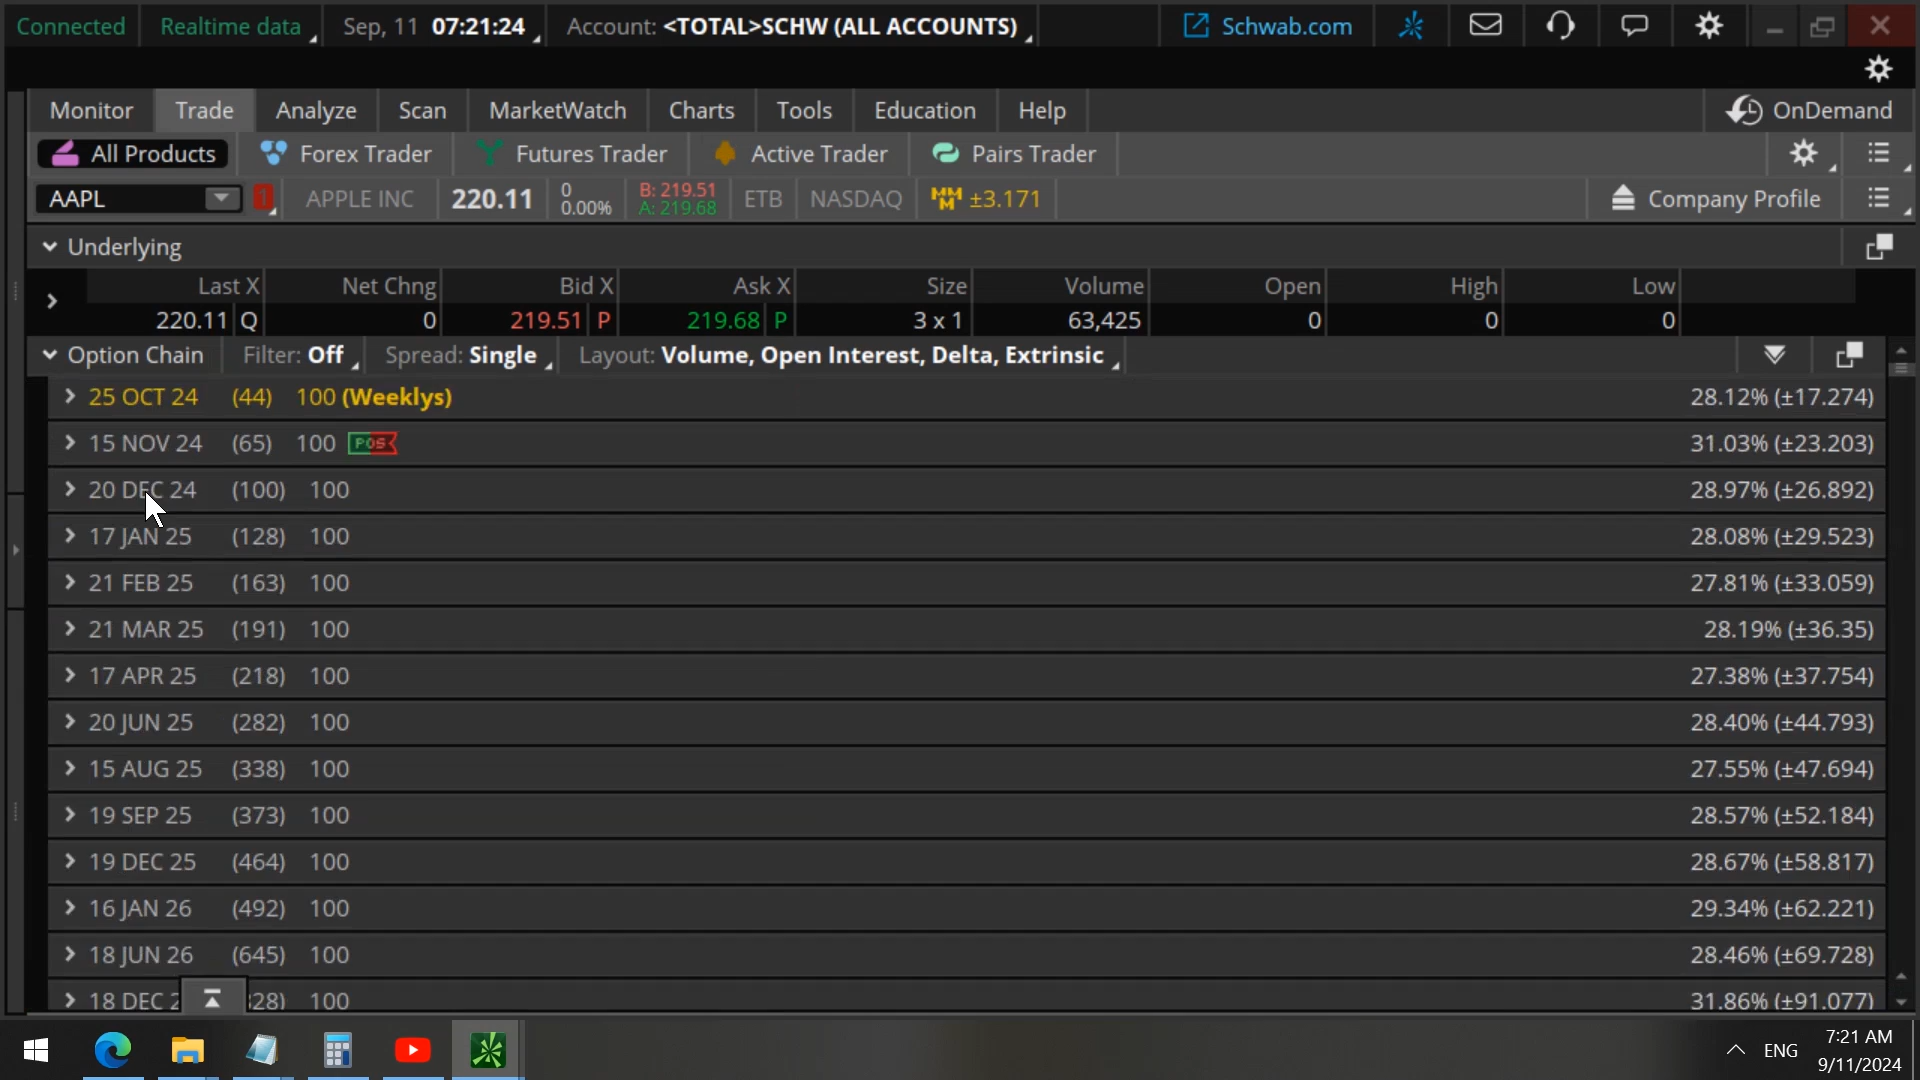 Connected Realtime data Sep, 11 07:21:24 Account: <TOTAL>SCHW (ALL ACCOUNTS) Schwab.com
Monitor Trade Analyze Scan MarketWatch Charts Tools Education Help OnDemand
All Products Forex Trader Futures Trader Active Trader Pairs Trader
AAPL 1 APPLE INC 220.11 0 0.00% B: 219.51 A: 219.68 ETB NASDAQ ±3.171 Company Profile
Underlying
Last X Net Chng Bid X Ask X Size Volume Open High Low
220.11 Q 0 219.51 P 219.68 P 3 x 1 63,425 0 0 0
Option Chain Filter: Off Spread: Single Layout: Volume, Open Interest, Delta, Extrinsic
25 OCT 24 (44) 100 (Weeklys) 28.12% (±17.274)
15 NOV 24 (65) 100 POS 31.03% (±23.203)
20 DEC 24 (100) 100 28.97% (±26.892)
17 JAN 25 (128) 100 28.08% (±29.523)
21 FEB 25 (163) 100 27.81% (±33.059)
21 MAR 25 (191) 100 28.19% (±36.35)
17 APR 25 (218) 100 27.38% (±37.754)
20 JUN 25 (282) 100 28.40% (±44.793)
15 AUG 25 (338) 100 27.55% (±47.694)
19 SEP 25 (373) 100 28.57% (±52.184)
19 DEC 25 (464) 100 28.67% (±58.817)
16 JAN 26 (492) 100 29.34% (±62.221)
18 JUN 26 (645) 100 28.46% (±69.728)
18 DEC 100 31.86% (±91.077)
ENG 7:21 AM
9/11/2024